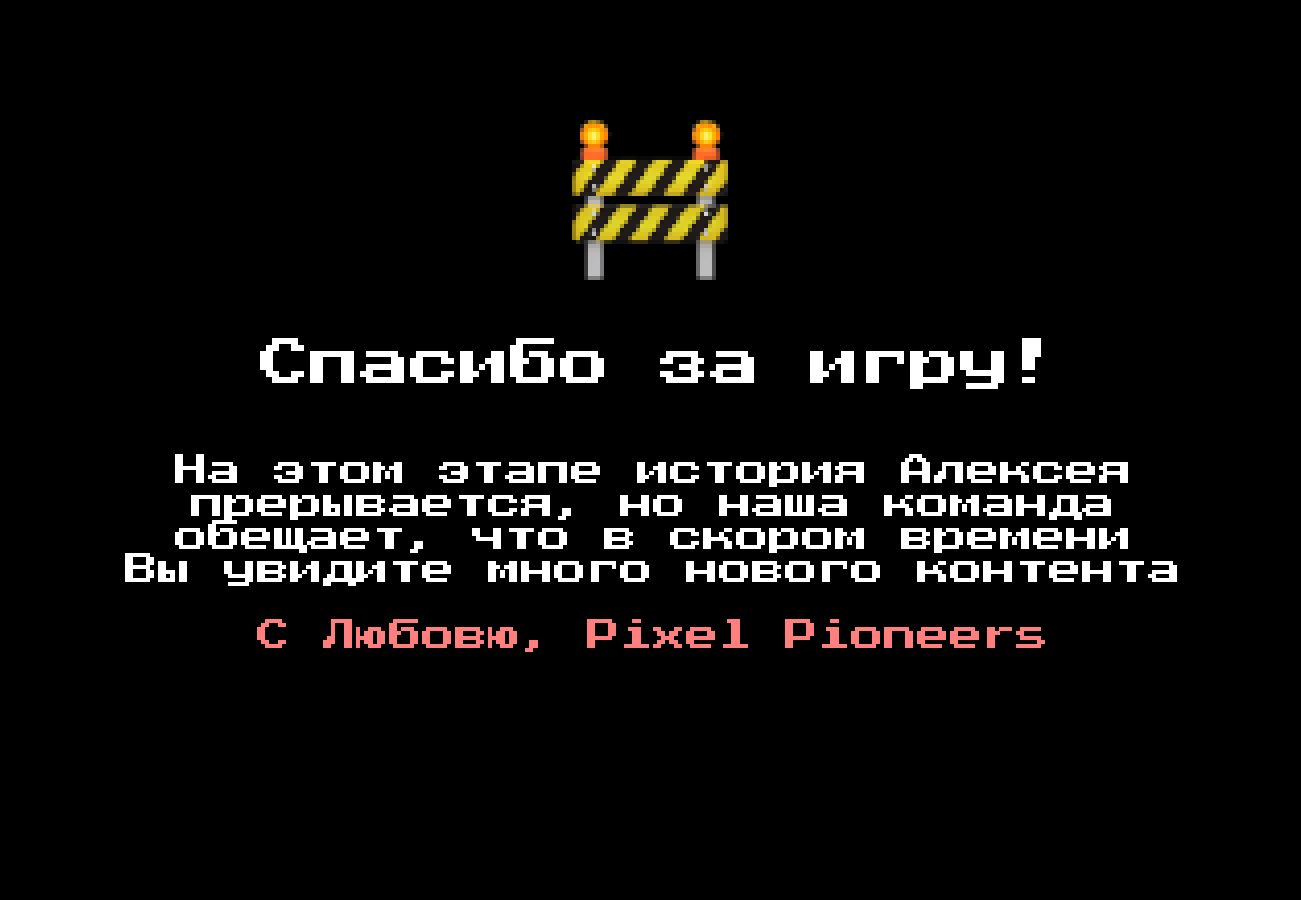 Спасибо за игру!
На этом этапе история Алексея
прерывается, но наша команда
обещает, что в скором времени
Вы увидите много нового контента
С Любовю, Pixel Pioneers